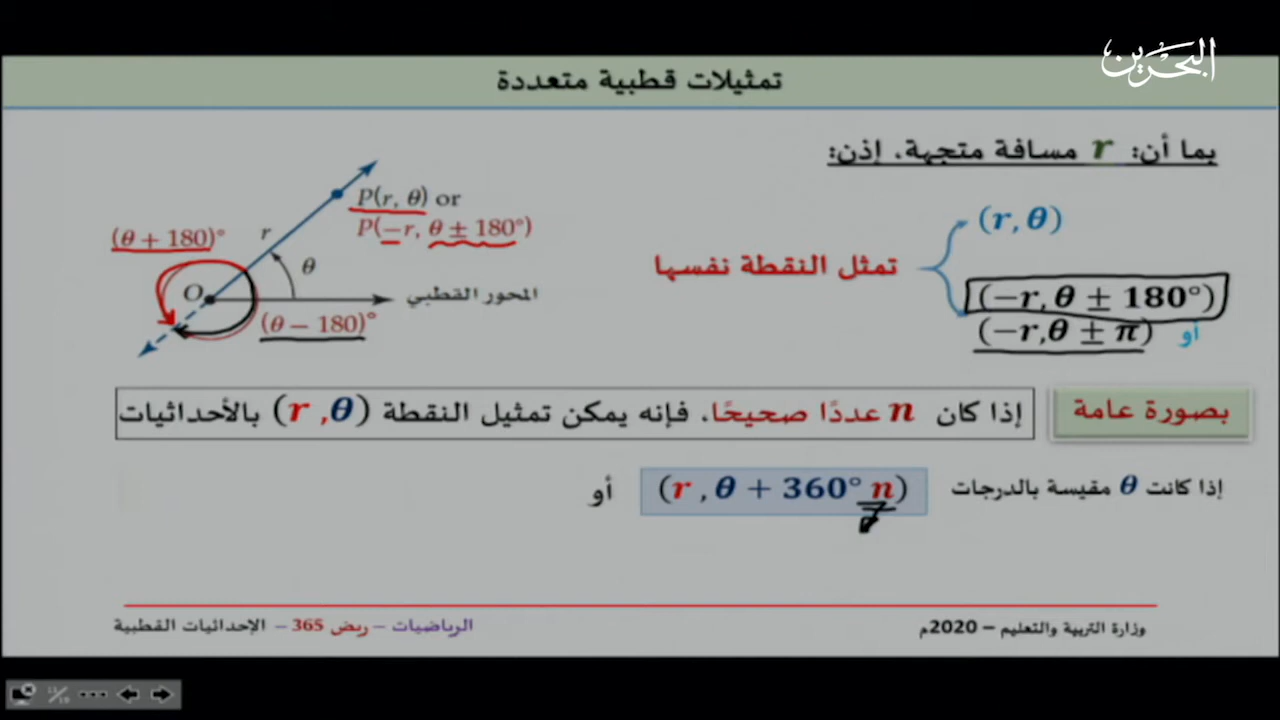 البحرين
تمثيلات قطبية متعددة
بما أن: r مسافة متجهة، إذن:
(r, θ)
تمثل النقطة نفسها
(−r, θ ± 180°)
أو (−r,θ ± π)
P(r, θ) or
P(−r, θ ± 180°)
(θ + 180)°
r
θ
O
المحور القطبي
(θ − 180)°
بصورة عامة
إذا كان n عددًا صحيحًا، فإنه يمكن تمثيل النقطة (r ,θ) بالأحداثيات
إذا كانت θ مقيسة بالدرجات (r , θ + 360° n) أو
وزارة التربية والتعليم – 2020م
الرياضيات – ريض 365 – الإحداثيات القطبية